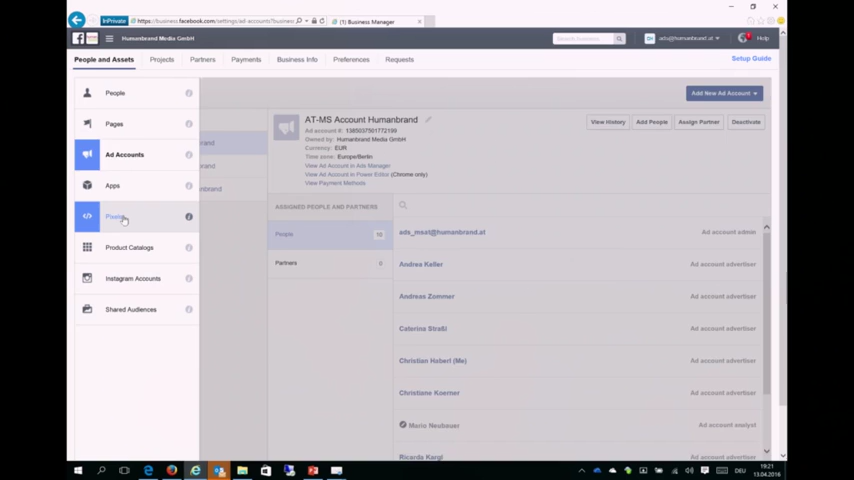 InPrivate
https://business.facebook.com/settings/ad-accounts?business
(1) Business Manager
Humanbrand Media GmbH
Search business
ads@humanbrand.at
Help
People and Assets
Projects
Partners
Payments
Business Info
Preferences
Requests
Setup Guide
People
Pages
Ad Accounts
Apps
Product Catalogs
Instagram Accounts
Shared Audiences
rand
rand
nbrand
Add New Ad Account
AT-MS Account Humanbrand
Ad account #: 1385037501772199
Owned by: Humanbrand Media GmbH
Currency: EUR
Time zone: Europe/Berlin
View Ad Account in Ads Manager
View Ad Account in Power Editor (Chrome only)
View Payment Methods
View History
Add People
Assign Partner
Deactivate
ASSIGNED PEOPLE AND PARTNERS
People
10
Partners
0
ads_meat@humanbrand.at
Ad account admin
Andrea Keller
Ad account advertiser
Andreas Zommer
Ad account advertiser
Caterina Straßl
Ad account advertiser
Christian Haberl (Me)
Ad account advertiser
Christiane Koerner
Ad account advertiser
Mario Neubauer
Ad account analyst
Ricarda Kargl
Ad account advertiser
DEU
19:21
13.04.2016